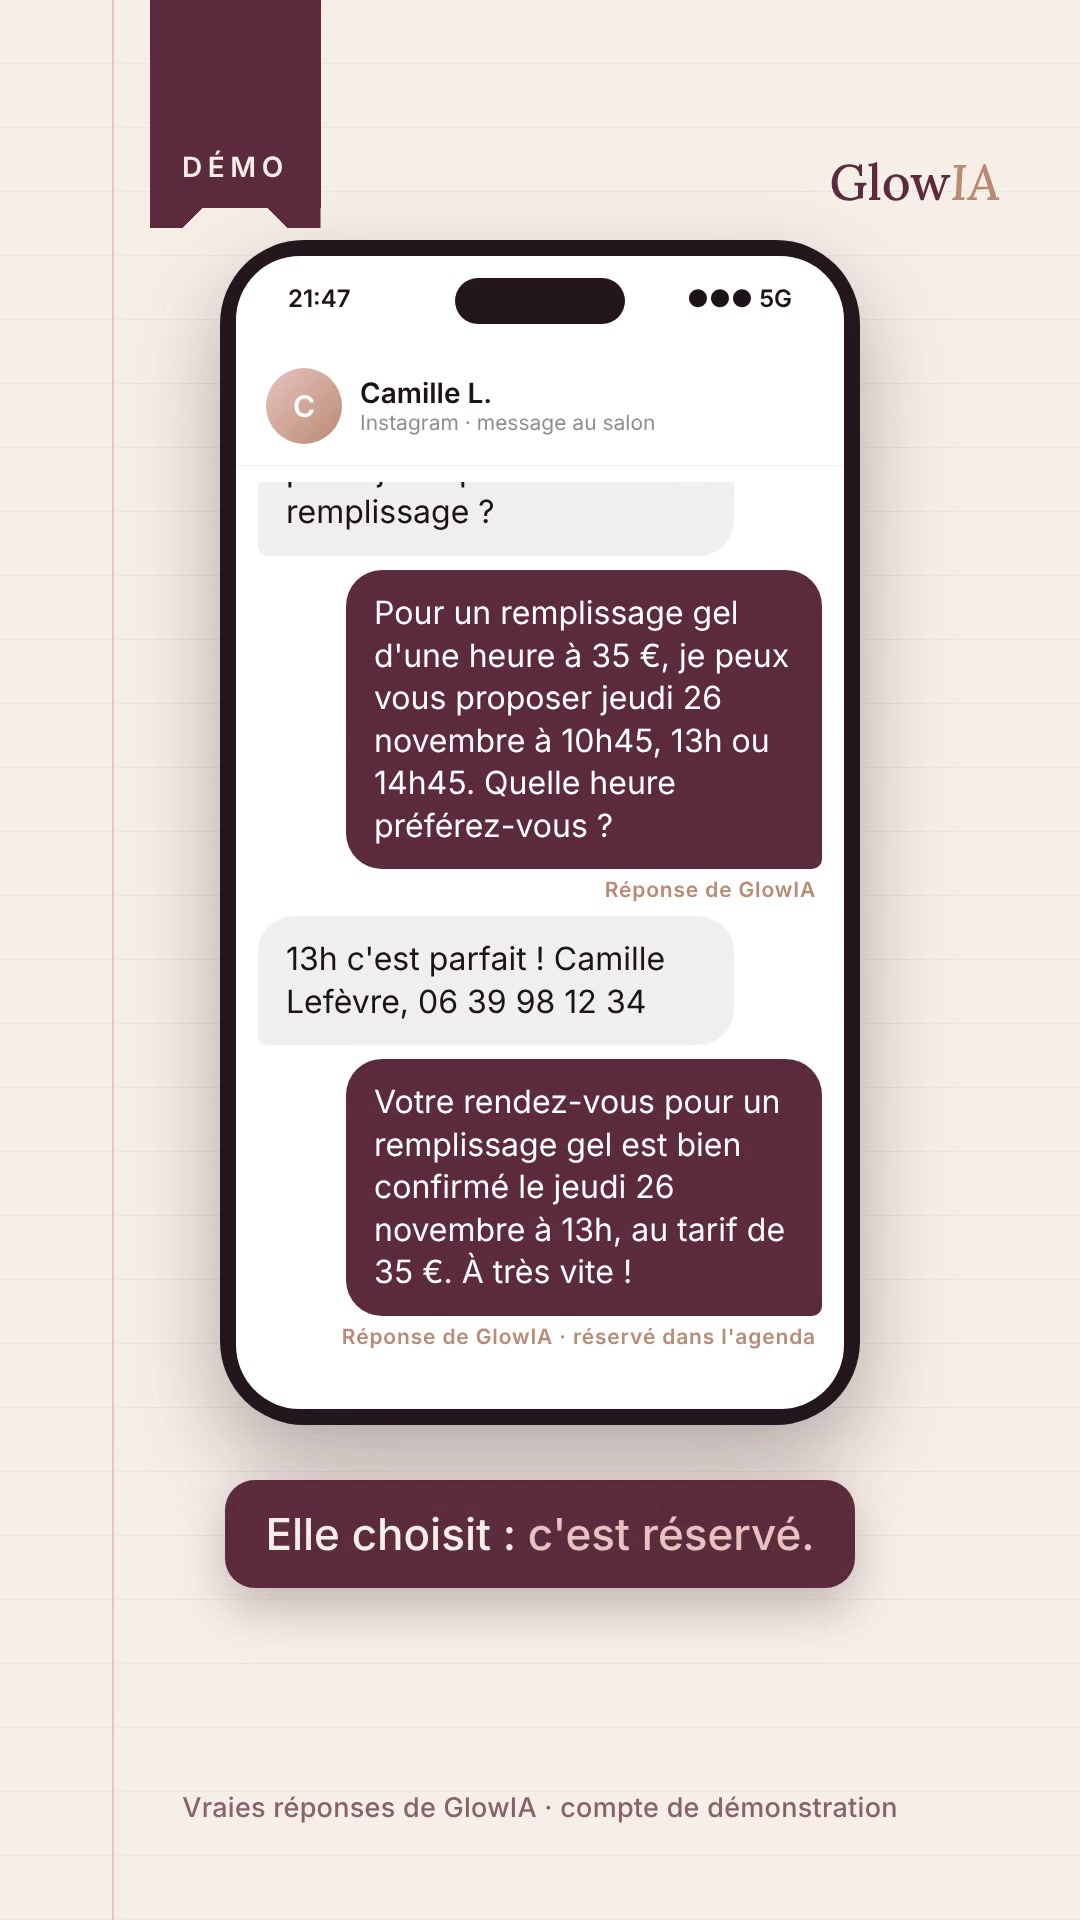 DÉMO
GlowIA
21:47
5G
C
Camille L.
Instagram · message au salon
remplissage ?
Pour un remplissage gel
d'une heure à 35 €, je peux
vous proposer jeudi 26
novembre à 10h45, 13h ou
14h45. Quelle heure
préférez-vous ?
Réponse de GlowIA
13h c'est parfait ! Camille
Lefèvre, 06 39 98 12 34
Votre rendez-vous pour un
remplissage gel est bien
confirmé le jeudi 26
novembre à 13h, au tarif de
35 €. À très vite !
Réponse de GlowIA · réservé dans l'agenda
Elle choisit : c'est réservé.
Vraies réponses de GlowIA · compte de démonstration